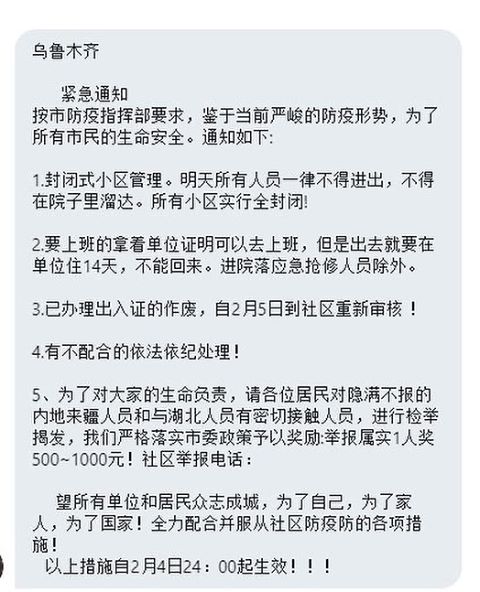 乌鲁木齐
紧急通知
按市防疫指挥部要求，鉴于当前严峻的防疫形势，为了
所有市民的生命安全。通知如下:
1.封闭式小区管理。明天所有人员一律不得进出，不得
在院子里溜达。所有小区实行全封闭!
2.要上班的拿着单位证明可以去上班，但是出去就要在
单位住14天，不能回来。进院落应急抢修人员除外。
3.已办理出入证的作废，自2月5日到社区重新审核 ！
4.有不配合的依法依纪处理！
5、为了对大家的生命负责，请各位居民对隐满不报的
内地来疆人员和与湖北人员有密切接触人员，进行检举
揭发，我们严格落实市委政策予以奖励:举报属实1人奖
500~1000元！社区举报电话：
望所有单位和居民众志成城，为了自己，为了家
人，为了国家！全力配合并服从社区防疫防的各项措
施！
以上措施自2月4日24：00起生效！！！